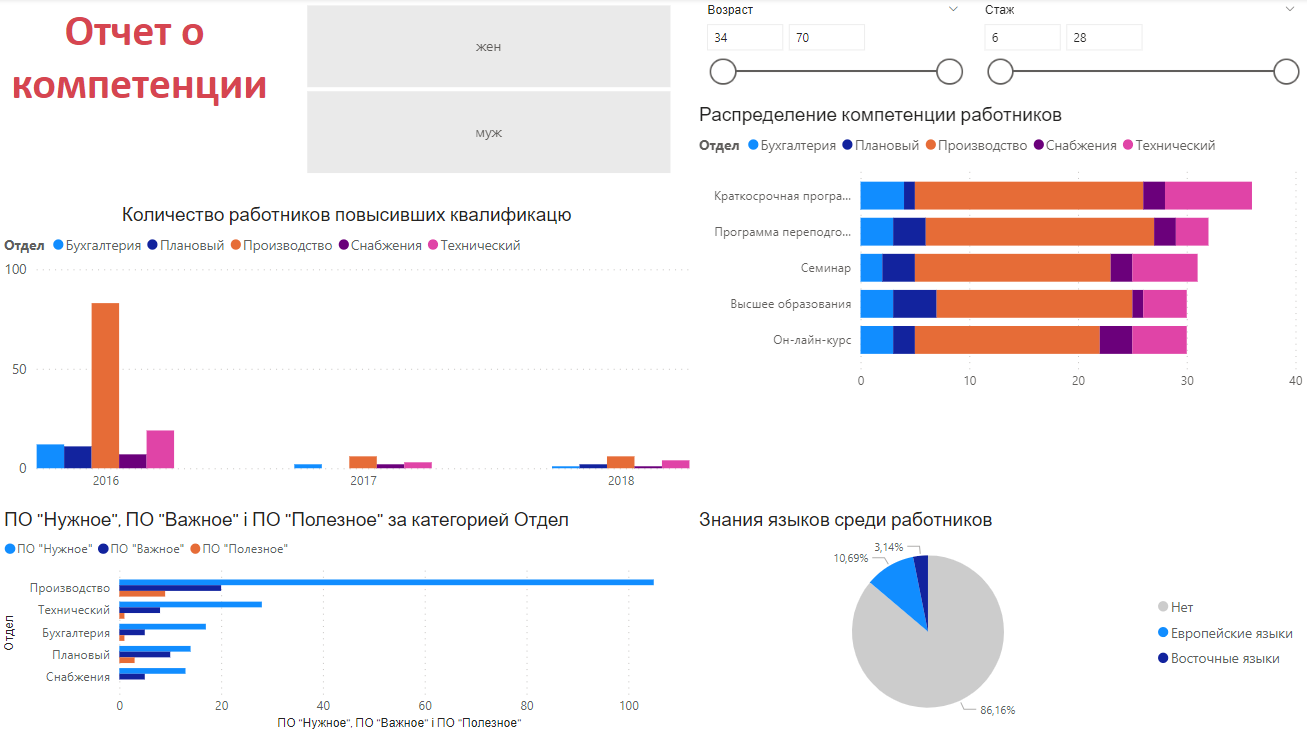 Отчет о
компетенции
жен
муж
Возраст
34 70
Стаж
6 28
Распределение компетенции работников
Отдел Бухгалтерия Плановый Производство Снабжения Технический
Краткосрочная програ...
Программа переподго...
Семинар
Высшее образования
Он-лайн-курс
0 10 20 30 40
Количество работников повысивших квалификацю
Отдел Бухгалтерия Плановый Производство Снабжения Технический
100
50
0
2016 2017 2018
ПО "Нужное", ПО "Важное" і ПО "Полезное" за категорией Отдел
ПО "Нужное" ПО "Важное" ПО "Полезное"
Отдел
Производство
Технический
Бухгалтерия
Плановый
Снабжения
0 20 40 60 80 100
ПО "Нужное", ПО "Важное" і ПО "Полезное"
Знания языков среди работников
3,14%
10,69%
86,16%
Нет
Европейские языки
Восточные языки